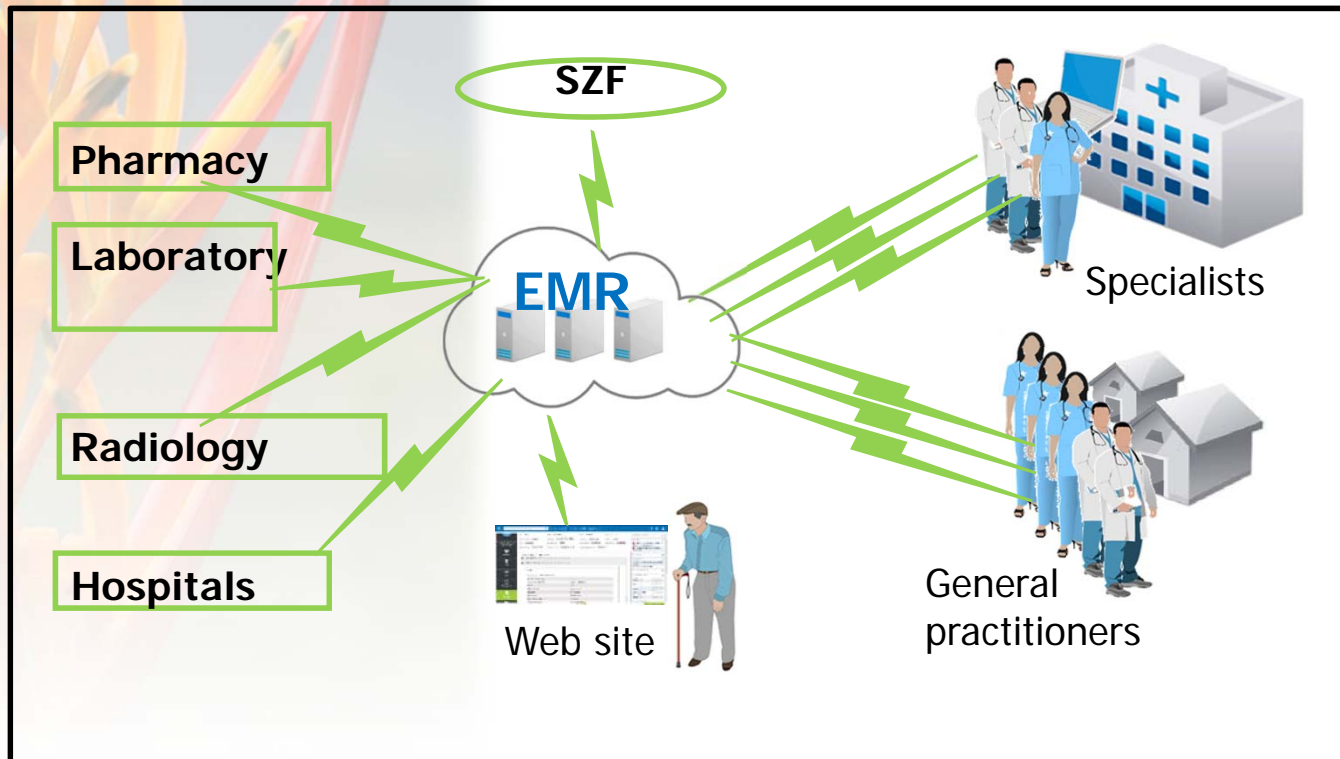 SZF
Pharmacy
Laboratory
EMR
Specialists
Radiology
Hospitals
Web site
General
practitioners